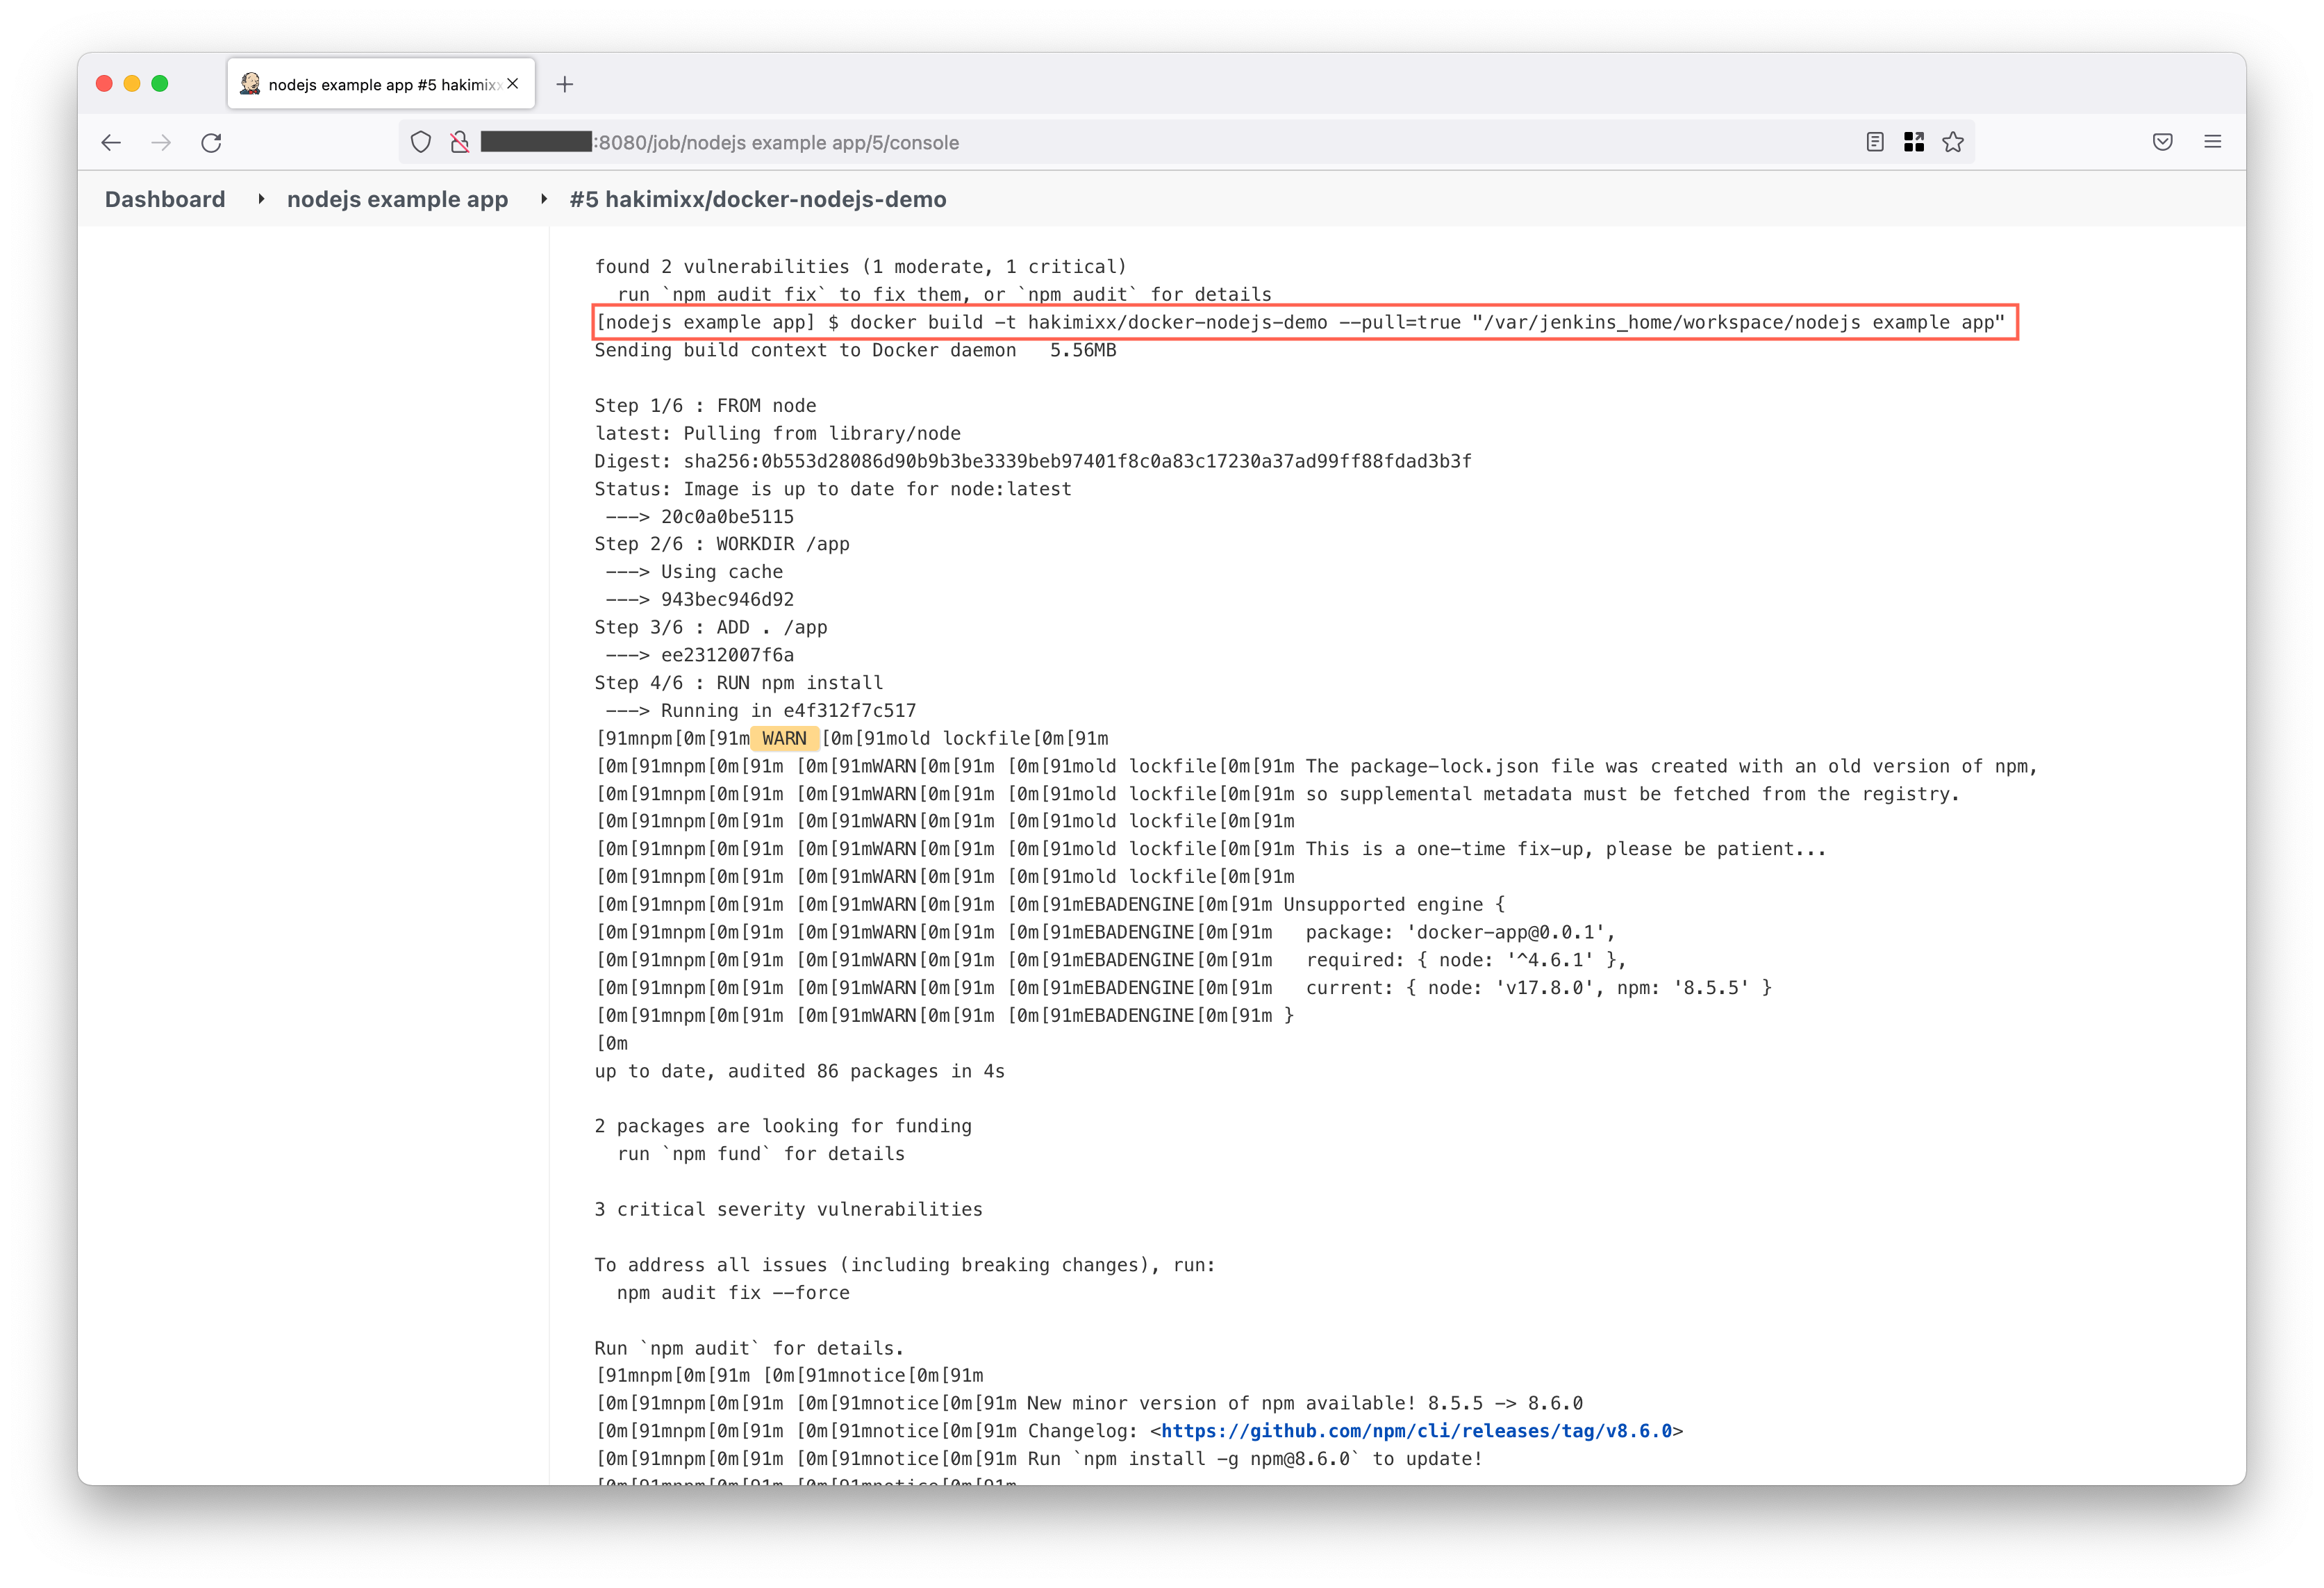 nodejs example app #5 hakimixx
:8080/job/nodejs example app/5/console
Dashboard nodejs example app #5 hakimixx/docker-nodejs-demo
found 2 vulnerabilities (1 moderate, 1 critical)
run `npm audit fix` to fix them, or `npm audit` for details
[nodejs example app] $ docker build -t hakimixx/docker-nodejs-demo --pull=true "/var/jenkins_home/workspace/nodejs example app"
Sending build context to Docker daemon 5.56MB
Step 1/6 : FROM node
latest: Pulling from library/node
Digest: sha256:0b553d28086d90b9b3be3339beb97401f8c0a83c17230a37ad99ff88fdad3b3f
Status: Image is up to date for node:latest
---> 20c0a0be5115
Step 2/6 : WORKDIR /app
---> Using cache
---> 943bec946d92
Step 3/6 : ADD . /app
---> ee2312007f6a
Step 4/6 : RUN npm install
---> Running in e4f312f7c517
[91mnpm[0m[91m WARN [0m[91mold lockfile[0m[91m
[0m[91mnpm[0m[91m [0m[91mWARN[0m[91m [0m[91mold lockfile[0m[91m The package-lock.json file was created with an old version of npm,
[0m[91mnpm[0m[91m [0m[91mWARN[0m[91m [0m[91mold lockfile[0m[91m so supplemental metadata must be fetched from the registry.
[0m[91mnpm[0m[91m [0m[91mWARN[0m[91m [0m[91mold lockfile[0m[91m
[0m[91mnpm[0m[91m [0m[91mWARN[0m[91m [0m[91mold lockfile[0m[91m This is a one-time fix-up, please be patient...
[0m[91mnpm[0m[91m [0m[91mWARN[0m[91m [0m[91mold lockfile[0m[91m
[0m[91mnpm[0m[91m [0m[91mWARN[0m[91m [0m[91mEBADENGINE[0m[91m Unsupported engine {
[0m[91mnpm[0m[91m [0m[91mWARN[0m[91m [0m[91mEBADENGINE[0m[91m package: 'docker-app@0.0.1',
[0m[91mnpm[0m[91m [0m[91mWARN[0m[91m [0m[91mEBADENGINE[0m[91m required: { node: '^4.6.1' },
[0m[91mnpm[0m[91m [0m[91mWARN[0m[91m [0m[91mEBADENGINE[0m[91m current: { node: 'v17.8.0', npm: '8.5.5' }
[0m[91mnpm[0m[91m [0m[91mWARN[0m[91m [0m[91mEBADENGINE[0m[91m }
[0m
up to date, audited 86 packages in 4s
2 packages are looking for funding
run `npm fund` for details
3 critical severity vulnerabilities
To address all issues (including breaking changes), run:
npm audit fix --force
Run `npm audit` for details.
[91mnpm[0m[91m [0m[91mnotice[0m[91m
[0m[91mnpm[0m[91m [0m[91mnotice[0m[91m New minor version of npm available! 8.5.5 -> 8.6.0
[0m[91mnpm[0m[91m [0m[91mnotice[0m[91m Changelog: <https://github.com/npm/cli/releases/tag/v8.6.0>
[0m[91mnpm[0m[91m [0m[91mnotice[0m[91m Run `npm install -g npm@8.6.0` to update!
[0m[91mnpm[0m[91m [0m[91mnotice[0m[91m